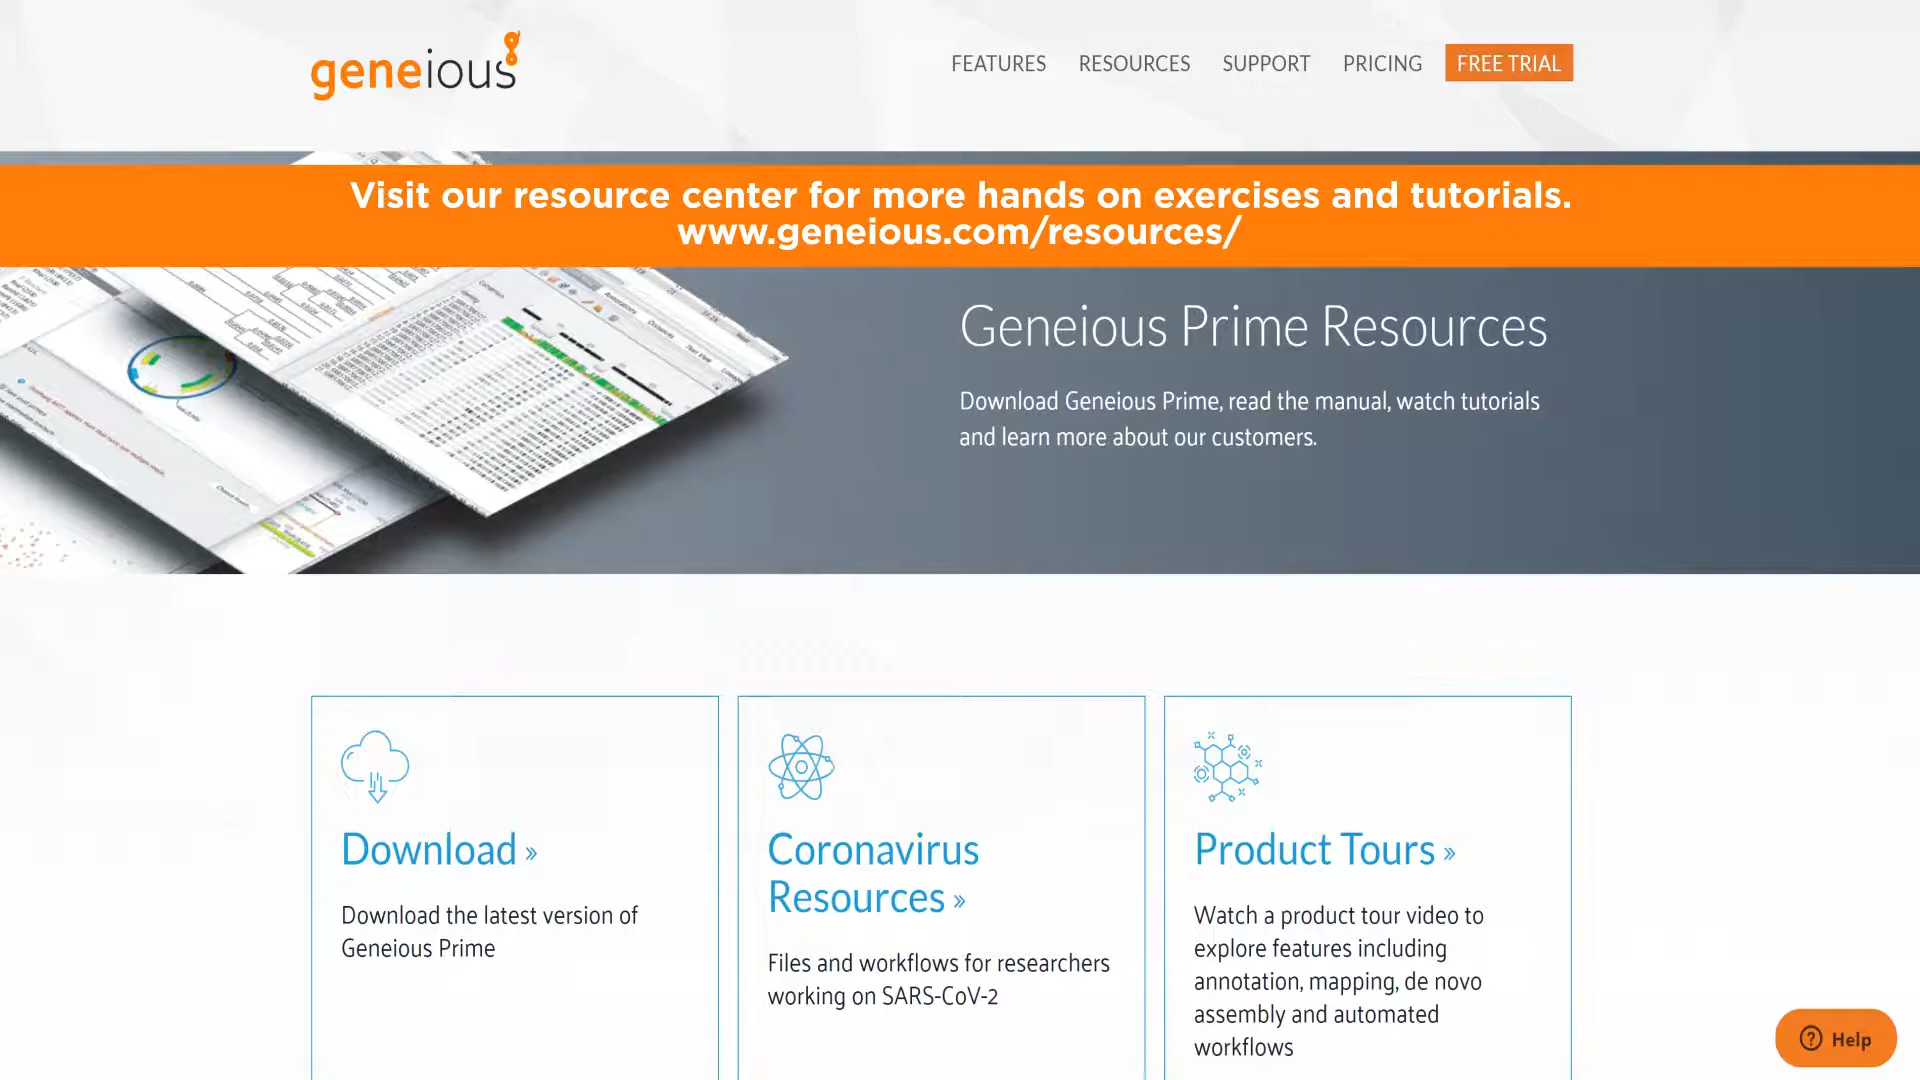 geneious
FEATURES RESOURCES SUPPORT PRICING FREE TRIAL
Visit our resource center for more hands on exercises and tutorials.
www.geneious.com/resources/
Geneious Prime Resources
Download Geneious Prime, read the manual, watch tutorials
and learn more about our customers.
Download »
Download the latest version of
Geneious Prime
Coronavirus
Resources »
Files and workflows for researchers
working on SARS-CoV-2
Product Tours »
Watch a product tour video to
explore features including
annotation, mapping, de novo
assembly and automated
workflows
? Help